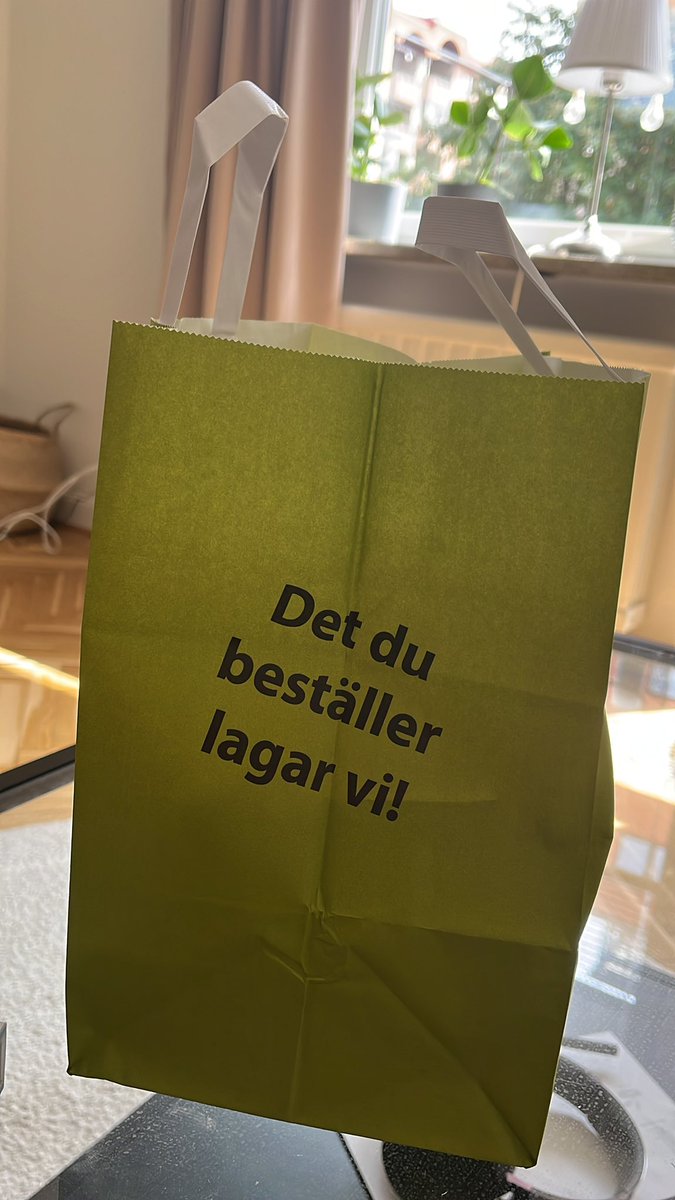 Det du
beställer
lagar vi!